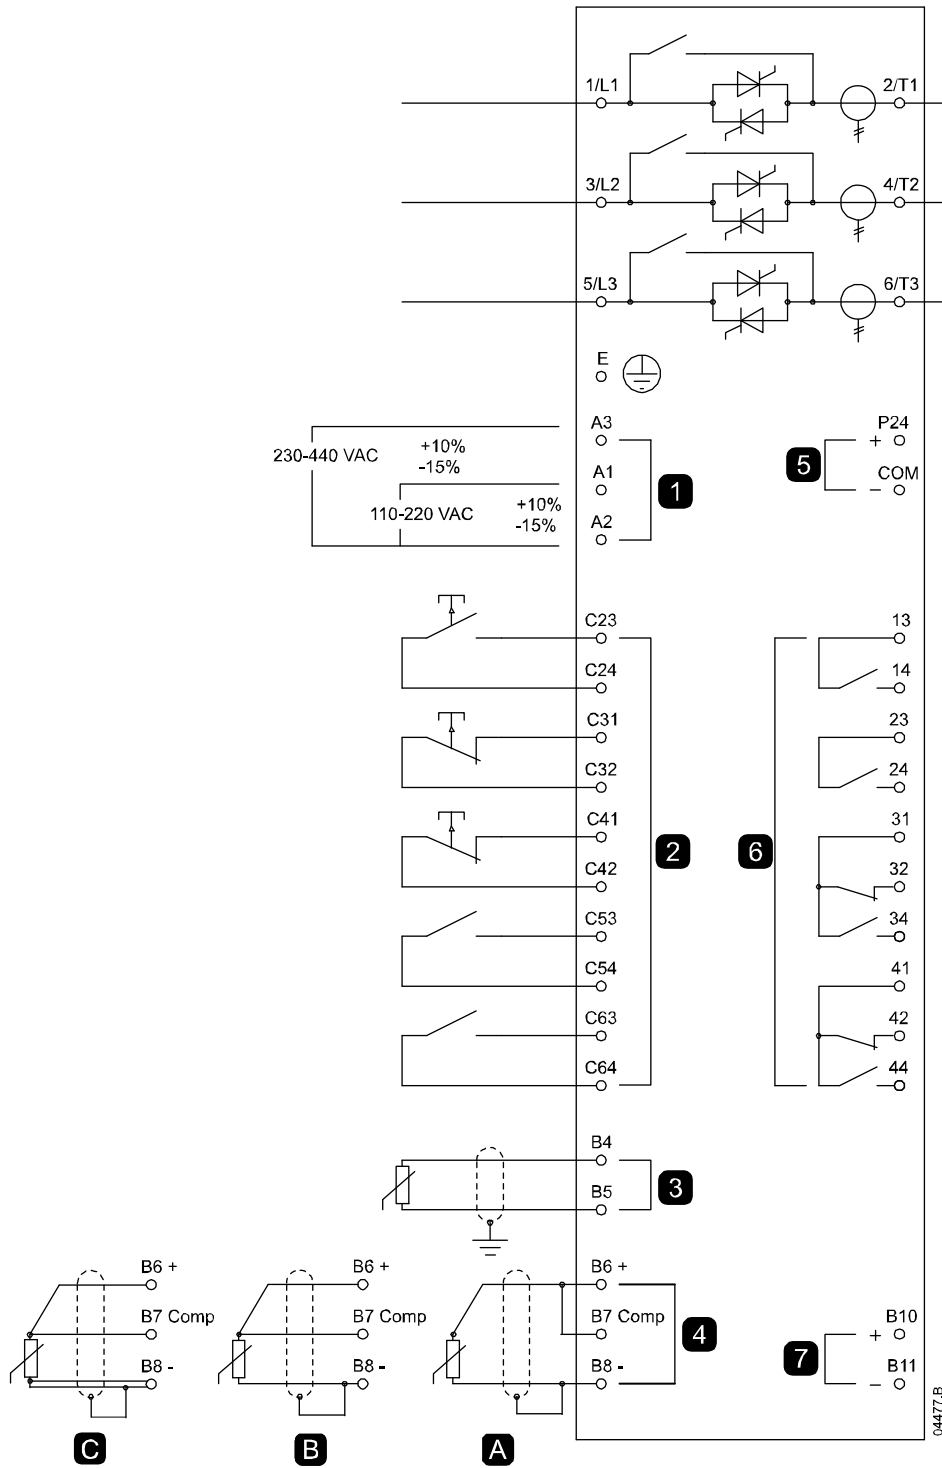 1/L1
2/T1
3/L2
4/T2
5/L3
6/T3
E
A3
P24
230-440 VAC
+10%
-15%
+
5
A1
COM
1
-
110-220 VAC
+10%
-15%
A2
C23
13
C24
14
C31
23
C32
24
C41
31
2
6
C42
32
C53
34
C54
41
C63
42
C64
44
B4
3
B5
B6 +
B6 +
B6 +
B7 Comp
B7 Comp
B7 Comp
B10
4
7
+
B8 -
B8 -
B8 -
B11
-
C
B
A
04477.B